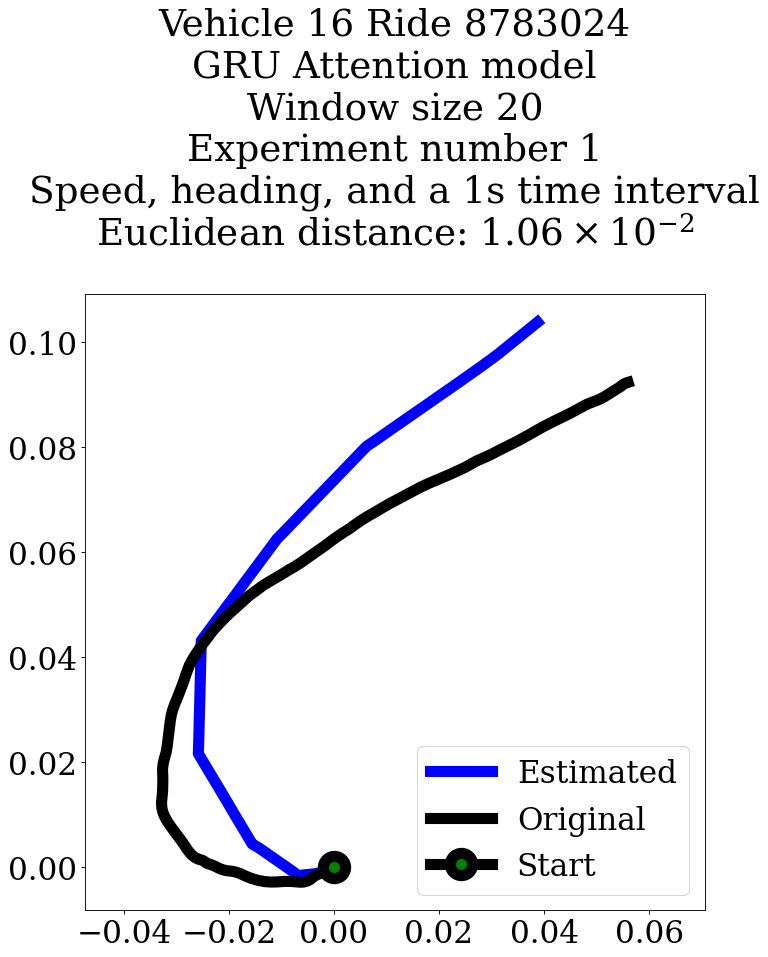 Vehicle 16 Ride 8783024
GRU Attention model
Window size 20
Experiment number 1
Speed, heading, and a 1s time interval
Euclidean distance: 1.06 × 10⁻²
0.10
0.08
0.06
0.04
0.02
0.00
Estimated
Original
Start
−0.04 −0.02 0.00 0.02 0.04 0.06